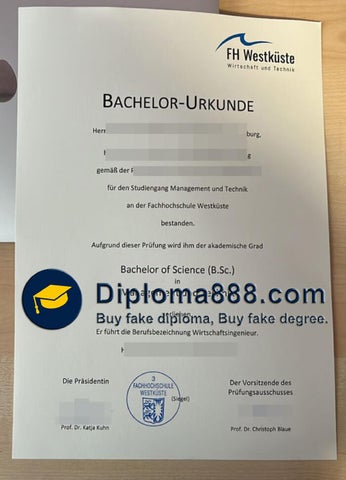 FH Westküste
Wirtschaft und Technik
BACHELOR-URKUNDE
Herr
burg,
gemäß der
für den Studiengang Management und Technik
an der Fachhochschule Westküste
bestanden.
Aufgrund dieser Prüfung wird ihm der akademische Grad
Bachelor of Science (B.Sc.)
in
Diploma888.com
Buy fake diploma, Buy fake degree.
Er führt die Berufsbezeichnung Wirtschaftsingenieur.
Die Präsidentin
Der Vorsitzende des
Prüfungsausschusses
3
FACHHOCHSCHULE
WESTKÜSTE
(Siegel)
Prof. Dr. Katja Kuhn
Prof. Dr. Christoph Blaue